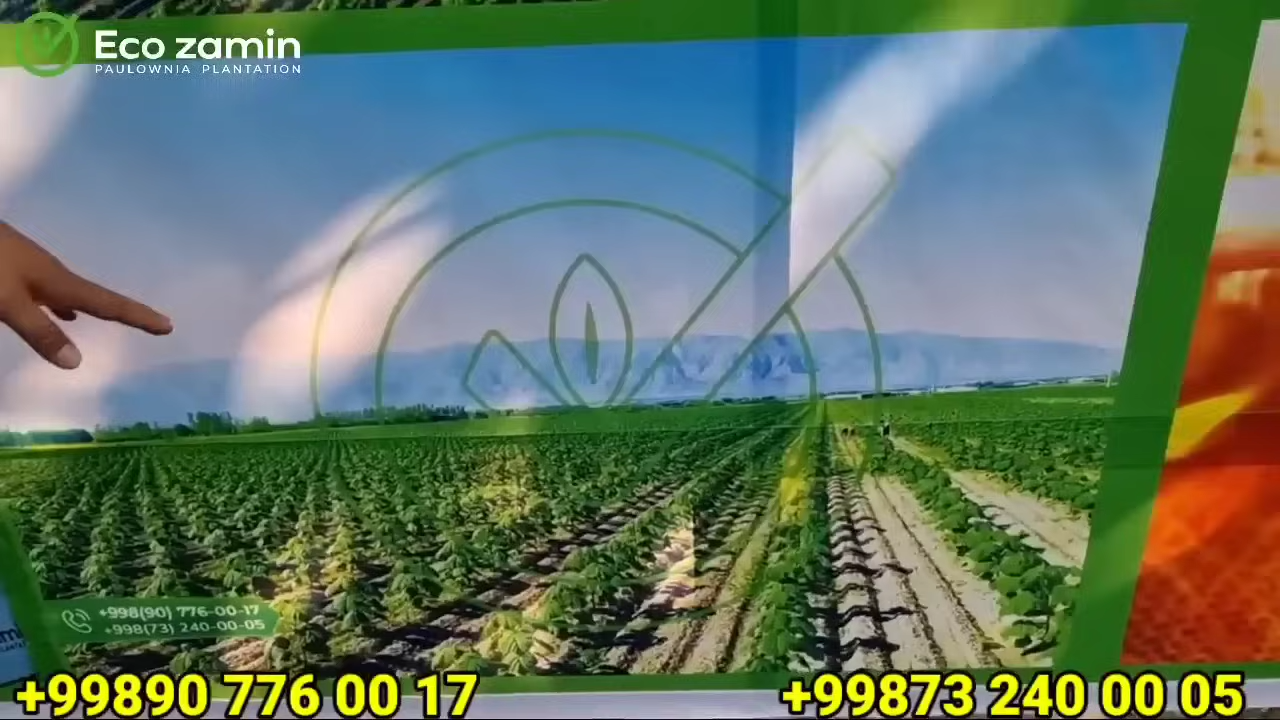 Eco zamin
PAULOWNIA PLANTATION
+998(90) 776-00-17
+998(73) 240-00-05
+99890 776 00 17
+99873 240 00 05